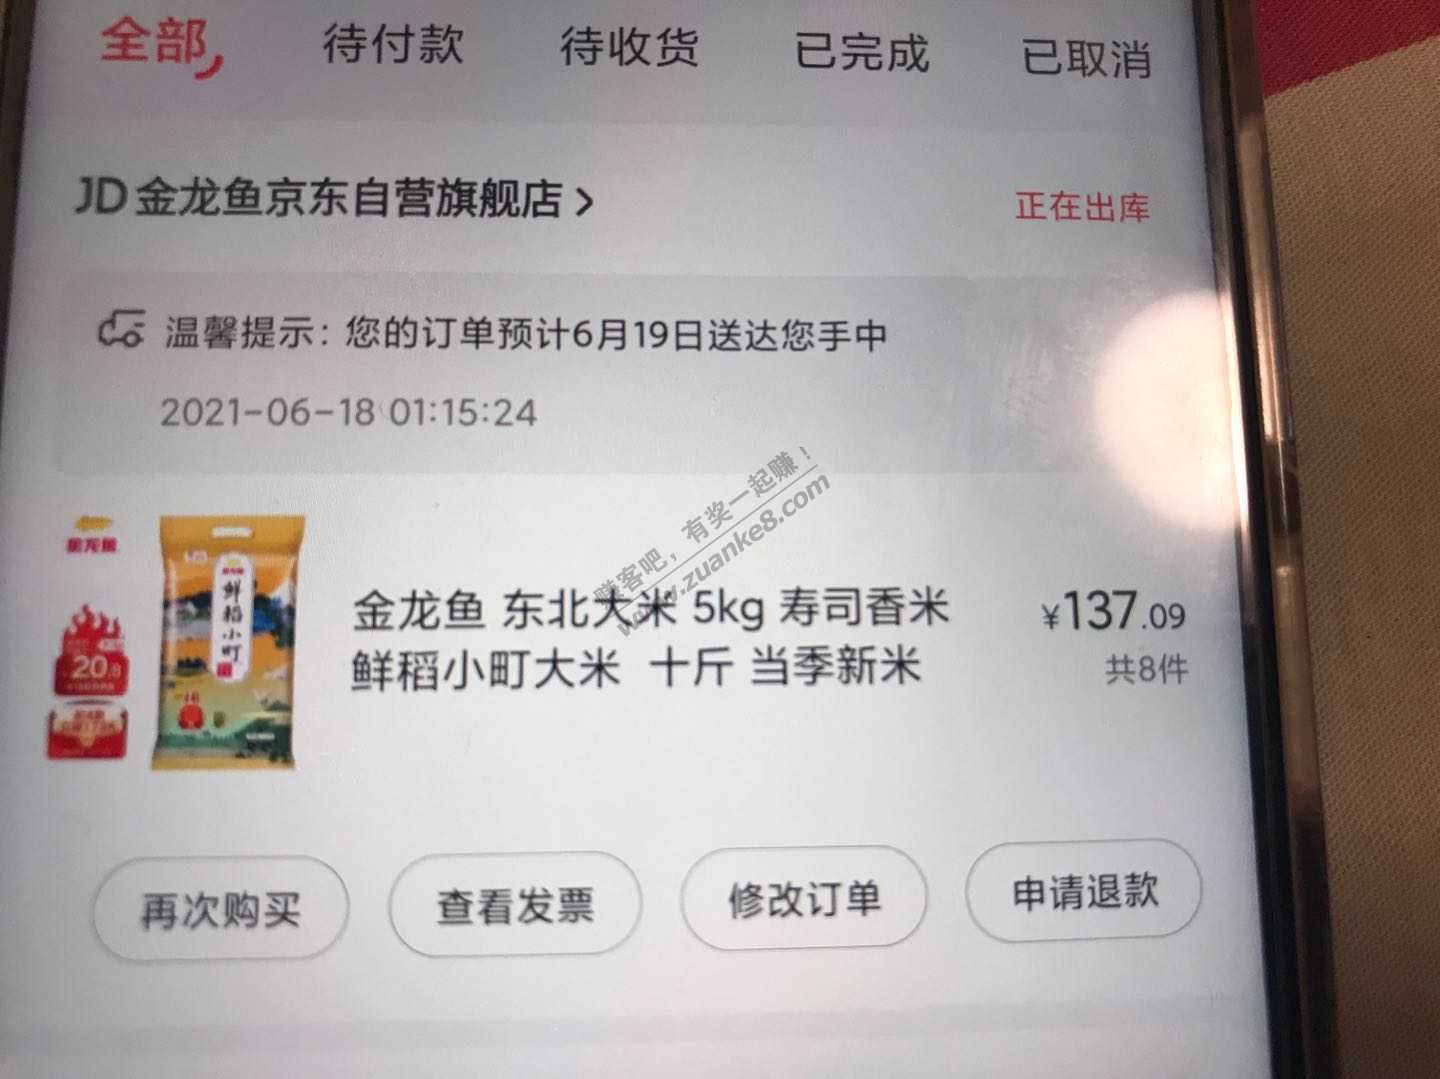 全部
待付款
待收货
已完成
已取消
JD 金龙鱼京东自营旗舰店 >
正在出库
温馨提示：您的订单预计6月19日送达您手中
2021-06-18 01:15:24
赚客吧，有奖一起赚！
www.zuanke8.com
金龙鱼
鲜稻小町
20.8
金龙鱼 东北大米 5kg 寿司香米
鲜稻小町大米 十斤 当季新米
¥137.09
共8件
再次购买
查看发票
修改订单
申请退款